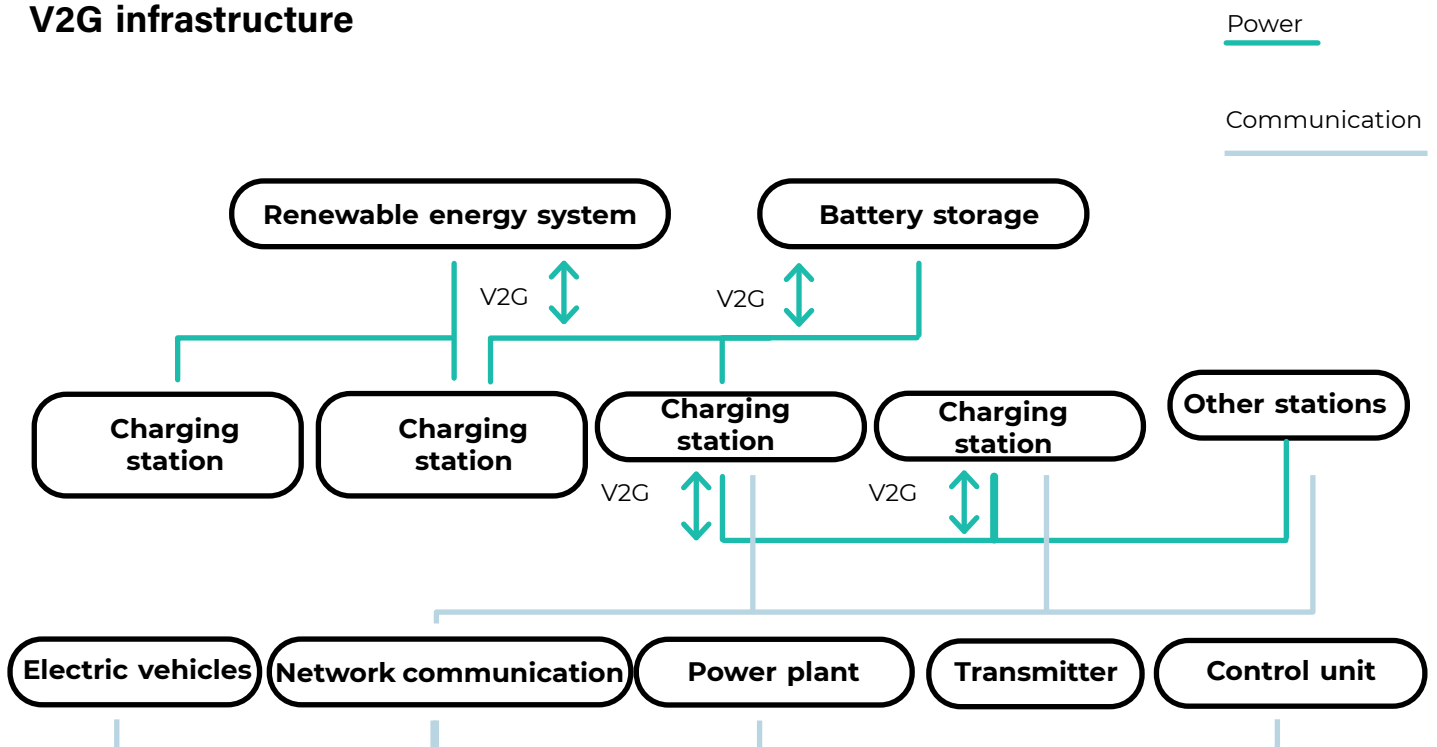 V2G infrastructure
Power
Communication
Renewable energy system
Battery storage
V2G
V2G
Charging
station
Charging
station
Charging
station
Charging
station
Other stations
V2G
V2G
Electric vehicles
Network communication
Power plant
Transmitter
Control unit